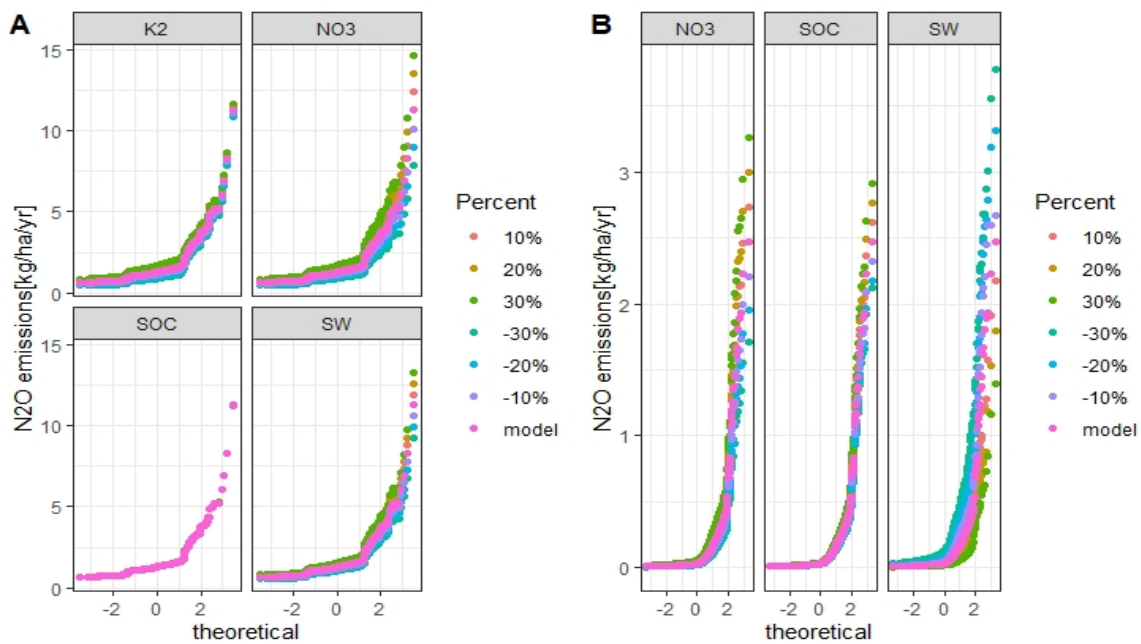 A
K2
NO3
SOC
SW
15
10
5
0
15
10
5
0
-2
0
2
-2
0
2
N2O emissions[kg/ha/yr]
theoretical
Percent
10%
20%
30%
-30%
-20%
-10%
model
B
NO3
SOC
SW
3
2
1
0
-2
0
2
-2
0
2
-2
0
2
N2O emissions[kg/ha/yr]
theoretical
Percent
10%
20%
30%
-30%
-20%
-10%
model